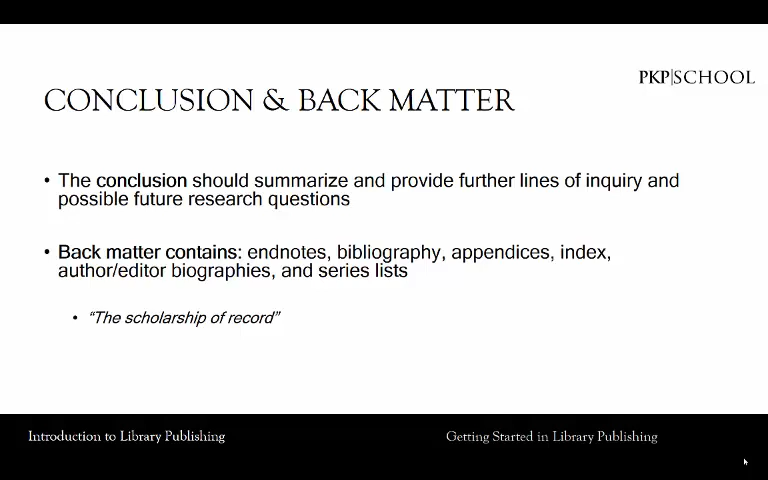 PKP|SCHOOL
CONCLUSION & BACK MATTER
• The conclusion should summarize and provide further lines of inquiry and
possible future research questions
• Back matter contains: endnotes, bibliography, appendices, index,
author/editor biographies, and series lists
• “The scholarship of record”
Introduction to Library Publishing
Getting Started in Library Publishing